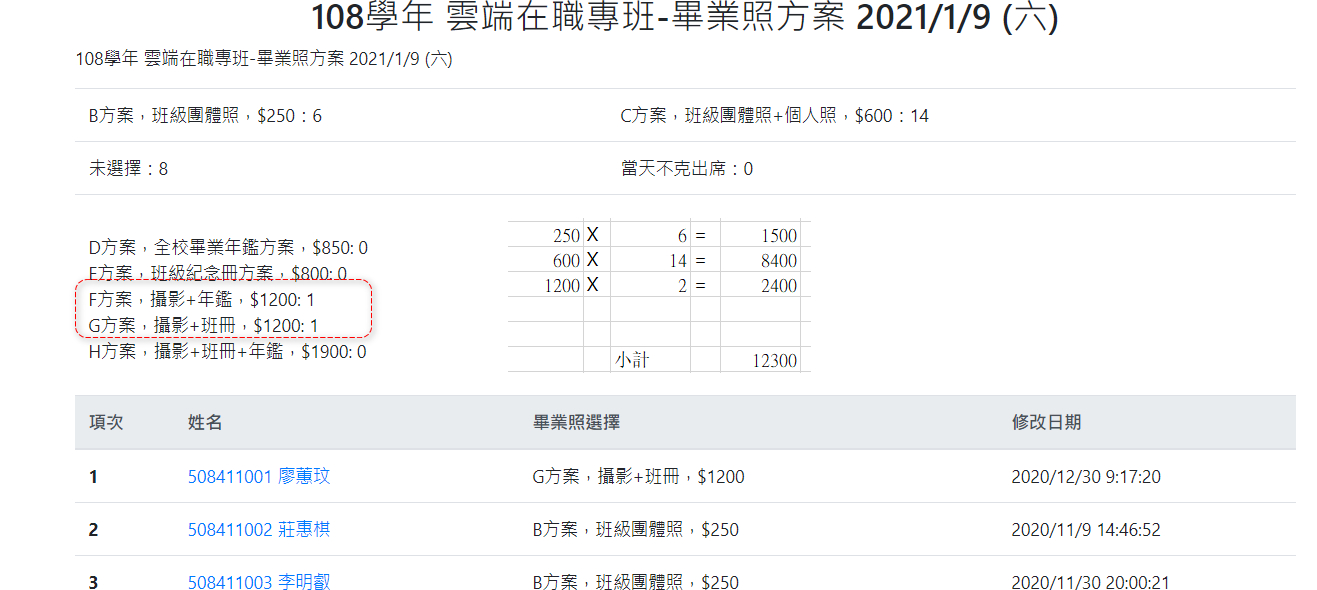 108學年 雲端在職專班-畢業照方案 2021/1/9 (六)
108學年 雲端在職專班-畢業照方案 2021/1/9 (六)
B方案，班級團體照，$250：6 C方案，班級團體照+個人照，$600：14
未選擇：8 當天不克出席：0
D方案，全校畢業年鑑方案，$850: 0
E方案，班級紀念冊方案，$800: 0
F方案，攝影+年鑑，$1200: 1
G方案，攝影+班冊，$1200: 1
H方案，攝影+班冊+年鑑，$1900: 0
250 X 6 = 1500
600 X 14 = 8400
1200 X 2 = 2400
小計 12300
項次 姓名 畢業照選擇 修改日期
1 508411001 廖蕙玟 G方案，攝影+班冊，$1200 2020/12/30 9:17:20
2 508411002 莊惠棋 B方案，班級團體照，$250 2020/11/9 14:46:52
3 508411003 李明叡 B方案，班級團體照，$250 2020/11/30 20:00:21